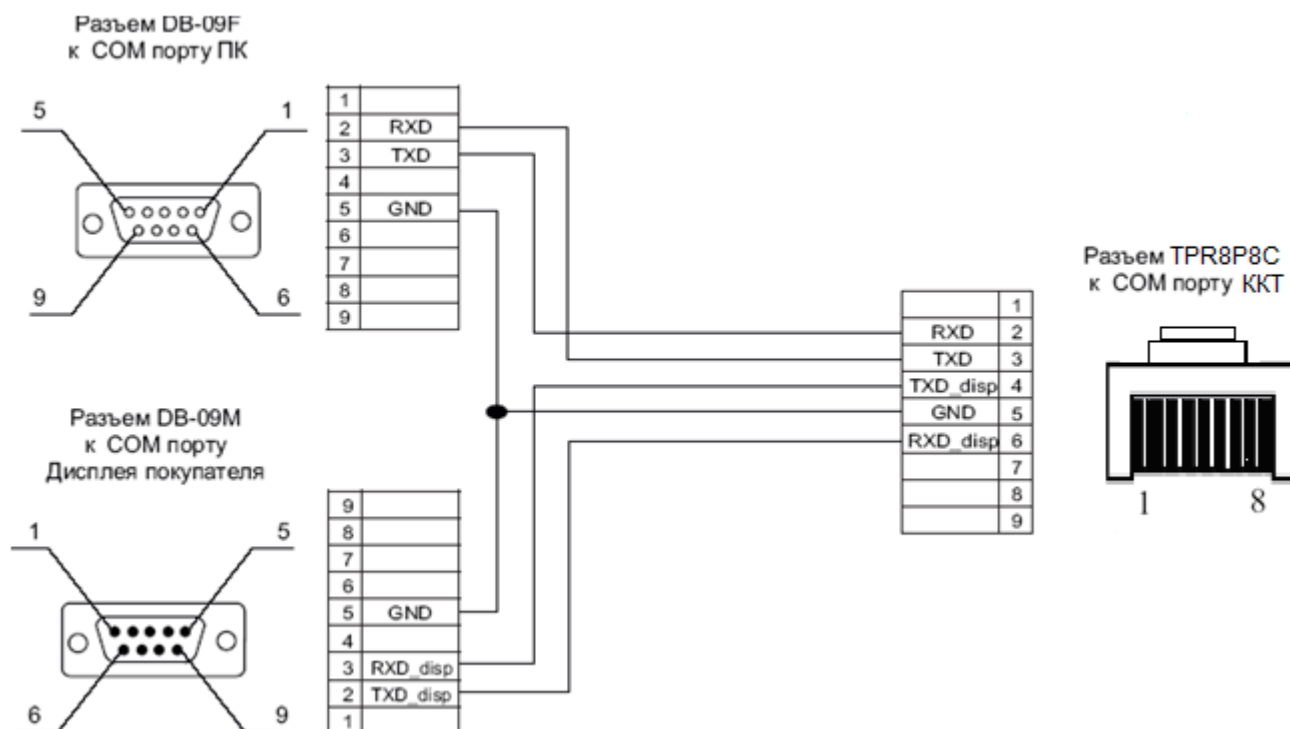 Разъем DB-09F
к COM порту ПК
5
1
9
6
1
2 RXD
3 TXD
4
5 GND
6
7
8
9
Разъем DB-09M
к COM порту
Дисплея покупателя
1
5
6
9
9
8
7
6
5 GND
4
3 RXD_disp
2 TXD_disp
1
1
RXD 2
TXD 3
TXD_disp 4
GND 5
RXD_disp 6
7
8
9
Разъем TPR8P8C
к COM порту ККТ
1 8